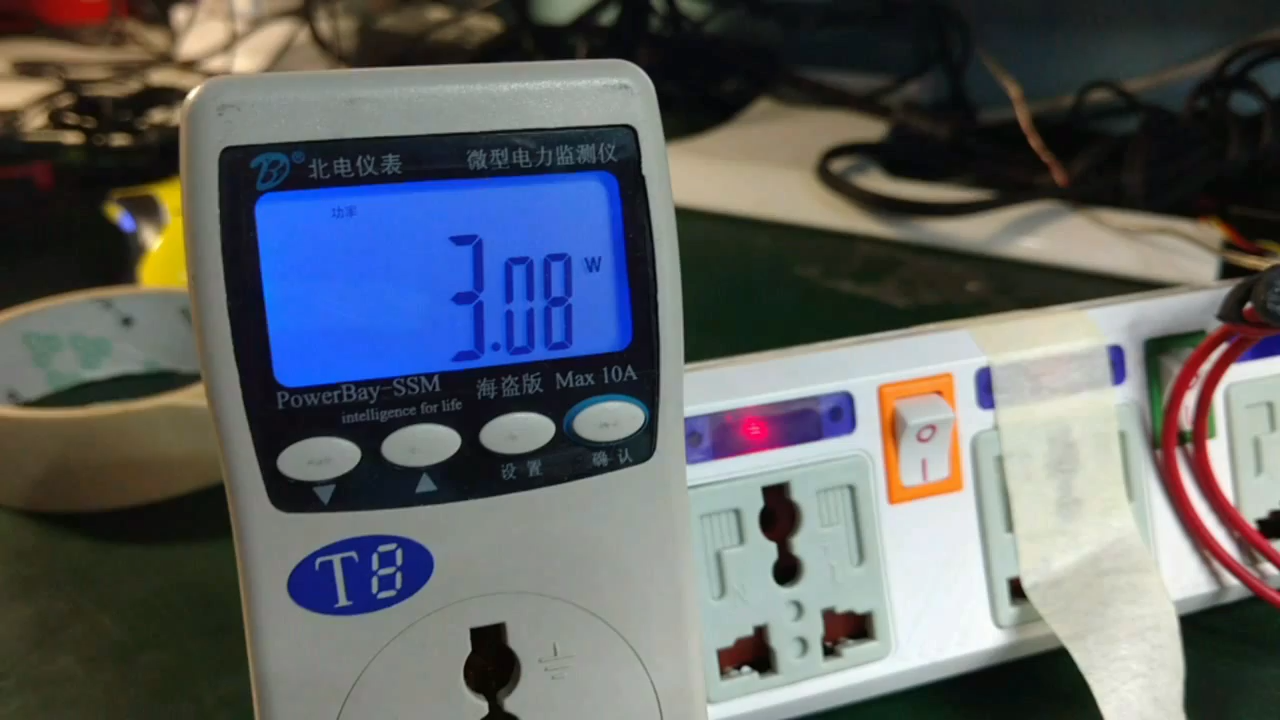 北电仪表 微型电力监测仪
功率
3.08 W
PowerBay-SSM 海盗版 Max 10A
intelligence for life
设置 确认
T8